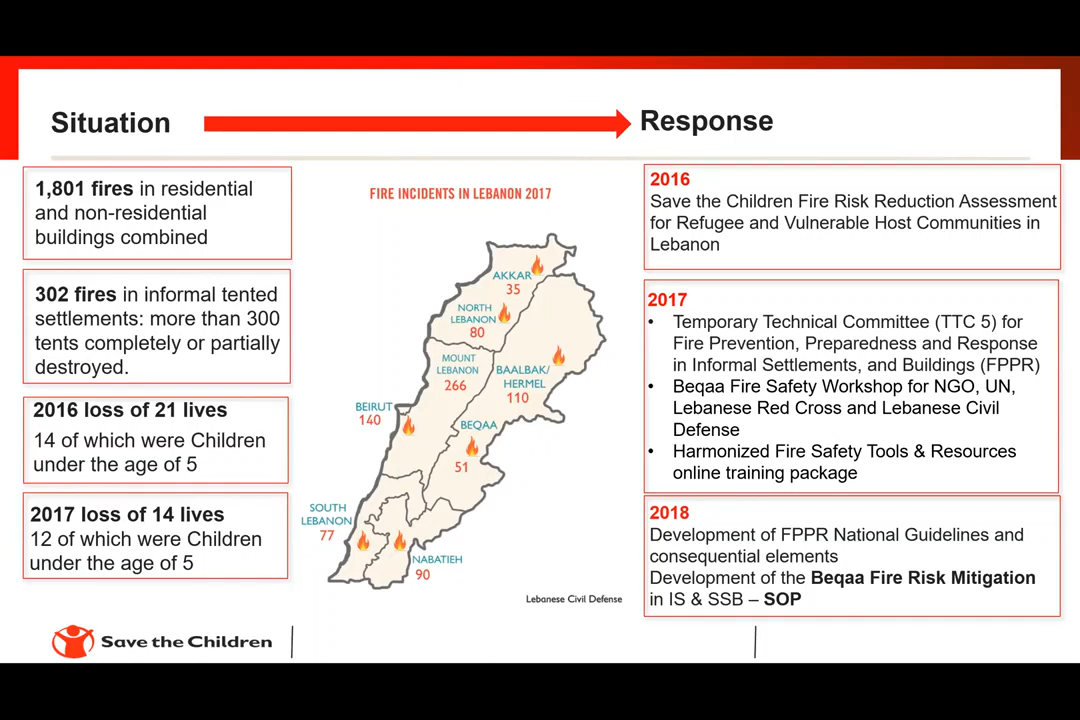 Situation
Response
1,801 fires in residential
and non-residential
buildings combined
302 fires in informal tented
settlements: more than 300
tents completely or partially
destroyed.
2016 loss of 21 lives
14 of which were Children
under the age of 5
2017 loss of 14 lives
12 of which were Children
under the age of 5
FIRE INCIDENTS IN LEBANON 2017
AKKAR
35
NORTH
LEBANON
80
MOUNT
LEBANON
266
BAALBAK/
HERMEL
110
BEIRUT
140
BEQAA
51
SOUTH
LEBANON
77
NABATIEH
90
Lebanese Civil Defense
2016
Save the Children Fire Risk Reduction Assessment
for Refugee and Vulnerable Host Communities in
Lebanon
2017
• Temporary Technical Committee (TTC 5) for
Fire Prevention, Preparedness and Response
in Informal Settlements, and Buildings (FPPR)
• Beqaa Fire Safety Workshop for NGO, UN,
Lebanese Red Cross and Lebanese Civil
Defense
• Harmonized Fire Safety Tools & Resources
online training package
2018
Development of FPPR National Guidelines and
consequential elements
Development of the Beqaa Fire Risk Mitigation
in IS & SSB – SOP
Save the Children